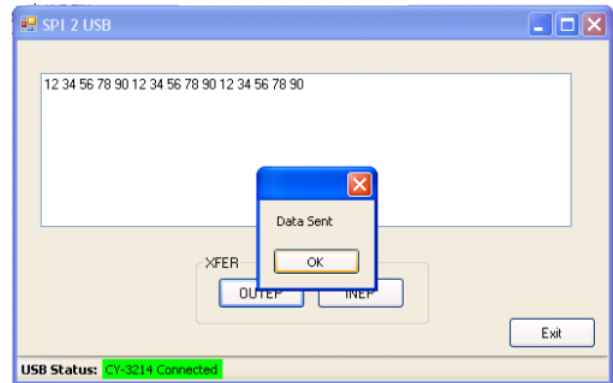 SPI 2 USB
12 34 56 78 90 12 34 56 78 90 12 34 56 78 90
Data Sent
OK
XFER
OUTEP
INEP
Exit
USB Status: CY-3214 Connected